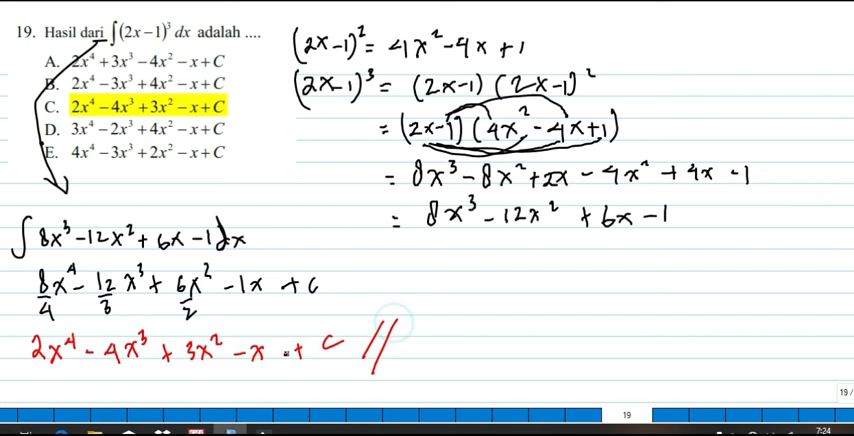 19. Hasil dari ∫(2x−1)³ dx adalah ....
A. 2x⁴ + 3x³ − 4x² − x + C
B. 2x⁴ − 3x³ + 4x² − x + C
C. 2x⁴ − 4x³ + 3x² − x + C
D. 3x⁴ − 2x³ + 4x² − x + C
E. 4x⁴ − 3x³ + 2x² − x + C
(2x-1)² = 4x² - 4x + 1
(2x-1)³ = (2x-1) (2x-1)²
= (2x-1) (4x² - 4x + 1)
= 8x³ - 8x² + 2x - 4x² + 4x - 1
= 8x³ - 12x² + 6x - 1
∫ 8x³ - 12x² + 6x - 1 dx
8/4 x⁴ - 12/3 x³ + 6/2 x² - 1x + C
2x⁴ - 4x³ + 3x² - x + C //
19 /
19
7:24